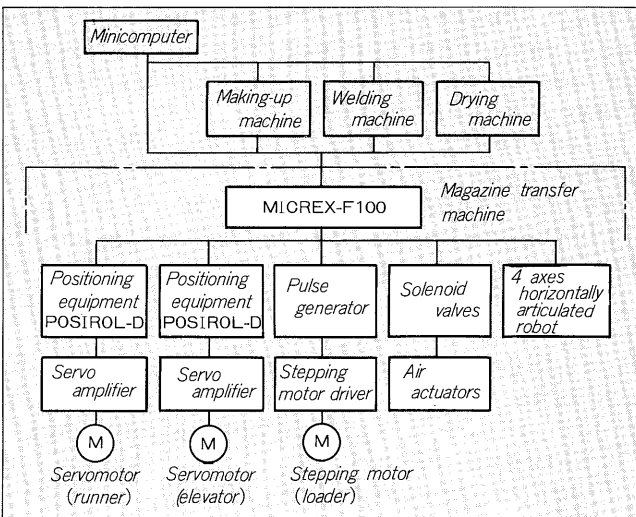 Minicomputer
Making-up
machine
Welding
machine
Drying
machine
MICREX-F100
Magazine transfer
machine
Positioning
equipment
POSIROL-D
Positioning
equipment
POSIROL-D
Pulse
generator
Solenoid
valves
4 axes
horizontally
articulated
robot
Servo
amplifier
Servo
amplifier
Stepping
motor driver
Air
actuators
M
M
M
Servomotor
(runner)
Servomotor
(elevator)
Stepping motor
(loader)